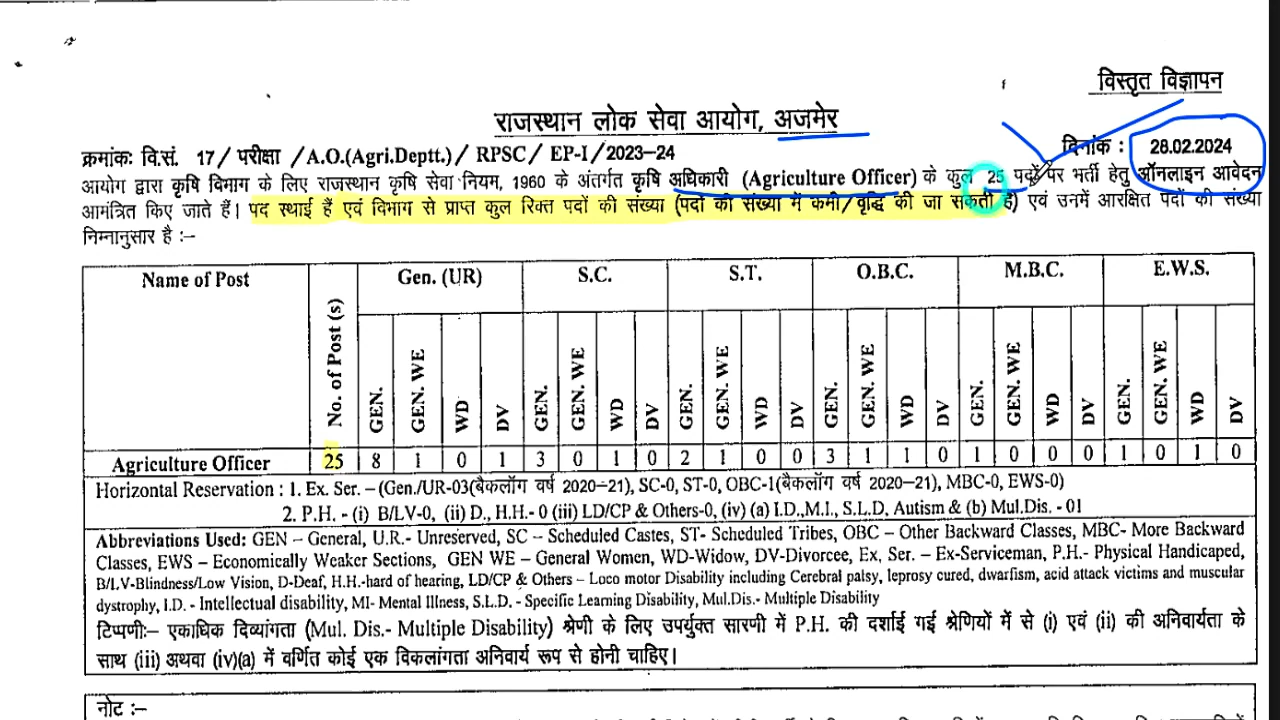 विस्तृत विज्ञापन
राजस्थान लोक सेवा आयोग, अजमेर
क्रमांकः वि.सं. 17 / परीक्षा / A.O.(Agri.Deptt.) / RPSC / EP-I / 2023-24
दिनांक : 28.02.2024
आयोग द्वारा कृषि विभाग के लिए राजस्थान कृषि सेवा नियम, 1960 के अंतर्गत कृषि अधिकारी (Agriculture Officer) के कुल 25 पदों पर भर्ती हेतु ऑनलाइन आवेदन
आमंत्रित किए जाते हैं। पद स्थाई हैं एवं विभाग से प्राप्त कुल रिक्त पदों की संख्या (पदों की संख्या में कमी/वृद्धि की जा सकती है) एवं उनमें आरक्षित पदों की संख्या
निम्नानुसार है :–
Name of Post No. of Post (s) Gen. (UR) S.C. S.T. O.B.C. M.B.C. E.W.S.
GEN. GEN. WE WD DV GEN. GEN. WE WD DV GEN. GEN. WE WD DV GEN. GEN. WE WD DV GEN. GEN. WE WD DV GEN. GEN. WE WD DV
Agriculture Officer 25 8 1 0 1 3 0 1 0 2 1 0 0 3 1 1 0 1 0 0 0 1 0 1 0
Horizontal Reservation : 1. Ex. Ser. – (Gen./UR-03(बैकलॉग वर्ष 2020–21), SC-0, ST-0, OBC-1(बैकलॉग वर्ष 2020–21), MBC-0, EWS-0)
2. P.H. - (i) B/LV-0, (ii) D., H.H.- 0 (iii) LD/CP & Others-0, (iv) (a) I.D.,M.I., S.L.D, Autism & (b) Mul.Dis. - 01
Abbreviations Used: GEN – General, U.R.- Unreserved, SC – Scheduled Castes, ST- Scheduled Tribes, OBC – Other Backward Classes, MBC- More Backward
Classes, EWS – Economically Weaker Sections, GEN WE – General Women, WD-Widow, DV-Divorcee, Ex, Ser. – Ex-Serviceman, P.H.- Physical Handicaped,
B/LV-Blindness/Low Vision, D-Deaf, H.H.-hard of hearing, LD/CP & Others – Loco motor Disability including Cerebral palsy, leprosy cured, dwarfism, acid attack victims and muscular
dystrophy, I.D. - Intellectual disability, MI- Mental Illness, S.L.D. - Specific Learning Disability, Mul.Dis.- Multiple Disability
टिप्पणीः– एकाधिक दिव्यांगता (Mul. Dis.- Multiple Disability) श्रेणी के लिए उपर्युक्त सारणी में P.H. की दर्शाई गई श्रेणियों में से (i) एवं (ii) की अनिवार्यता के
साथ (iii) अथवा (iv)(a) में वर्णित कोई एक विकलांगता अनिवार्य रूप से होनी चाहिए।
नोट :–